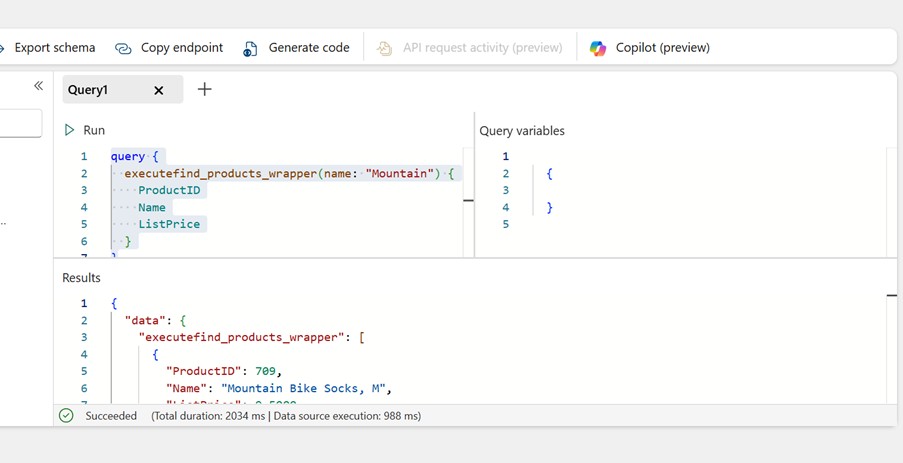 Export schema Copy endpoint Generate code API request activity (preview) Copilot (preview)
Query1
Run
1 query {
2 executefind_products_wrapper(name: "Mountain") {
3 ProductID
4 Name
5 ListPrice
6 }
7 }
Query variables
1
2 {
3
4 }
5
Results
1 {
2 "data": {
3 "executefind_products_wrapper": [
4 {
5 "ProductID": 709,
6 "Name": "Mountain Bike Socks, M",
Succeeded (Total duration: 2034 ms | Data source execution: 988 ms)